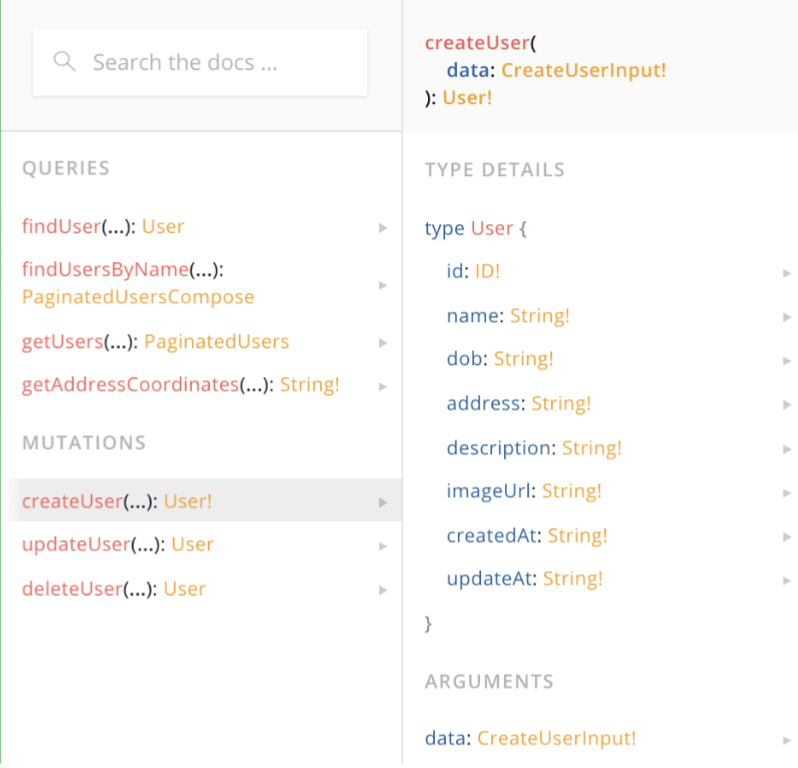 Search the docs ...
QUERIES
findUser(...): User
findUsersByName(...):
PaginatedUsersCompose
getUsers(...): PaginatedUsers
getAddressCoordinates(...): String!
MUTATIONS
createUser(...): User!
updateUser(...): User
deleteUser(...): User
createUser(
data: CreateUserInput!
): User!
TYPE DETAILS
type User {
id: ID!
name: String!
dob: String!
address: String!
description: String!
imageUrl: String!
createdAt: String!
updateAt: String!
}
ARGUMENTS
data: CreateUserInput!